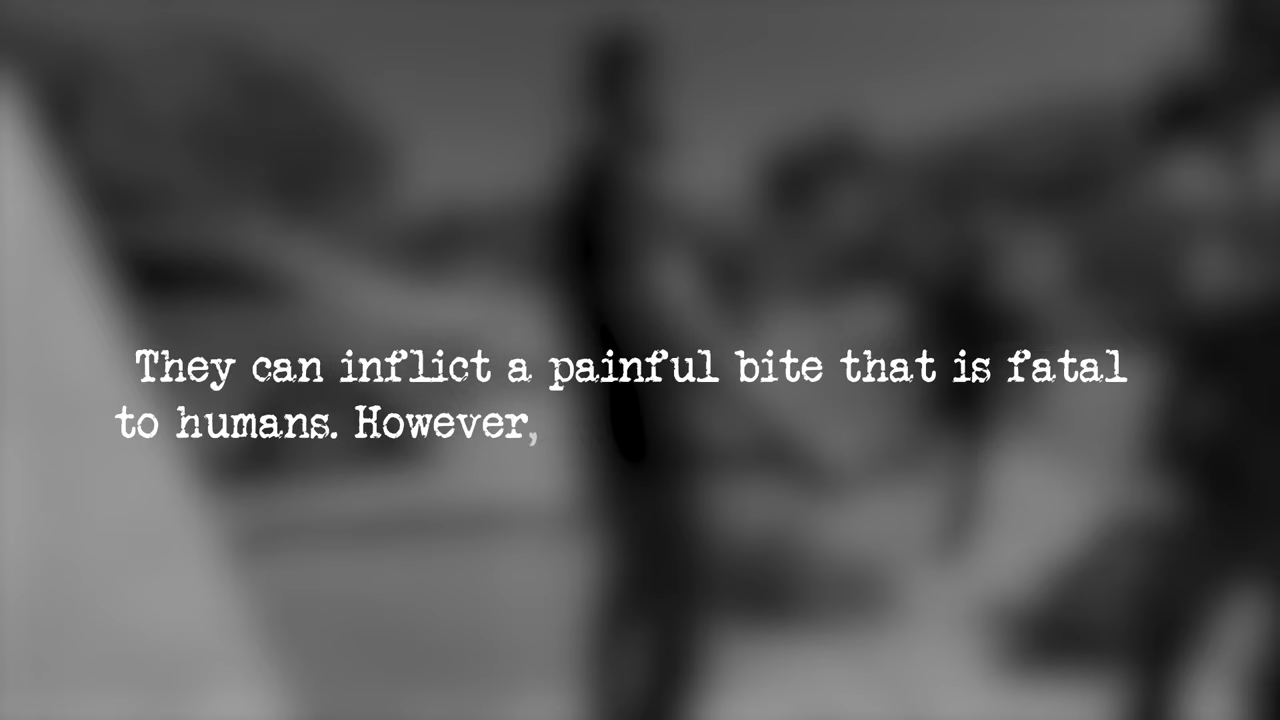 They can inflict a painful bite that is fatal
to humans. However,